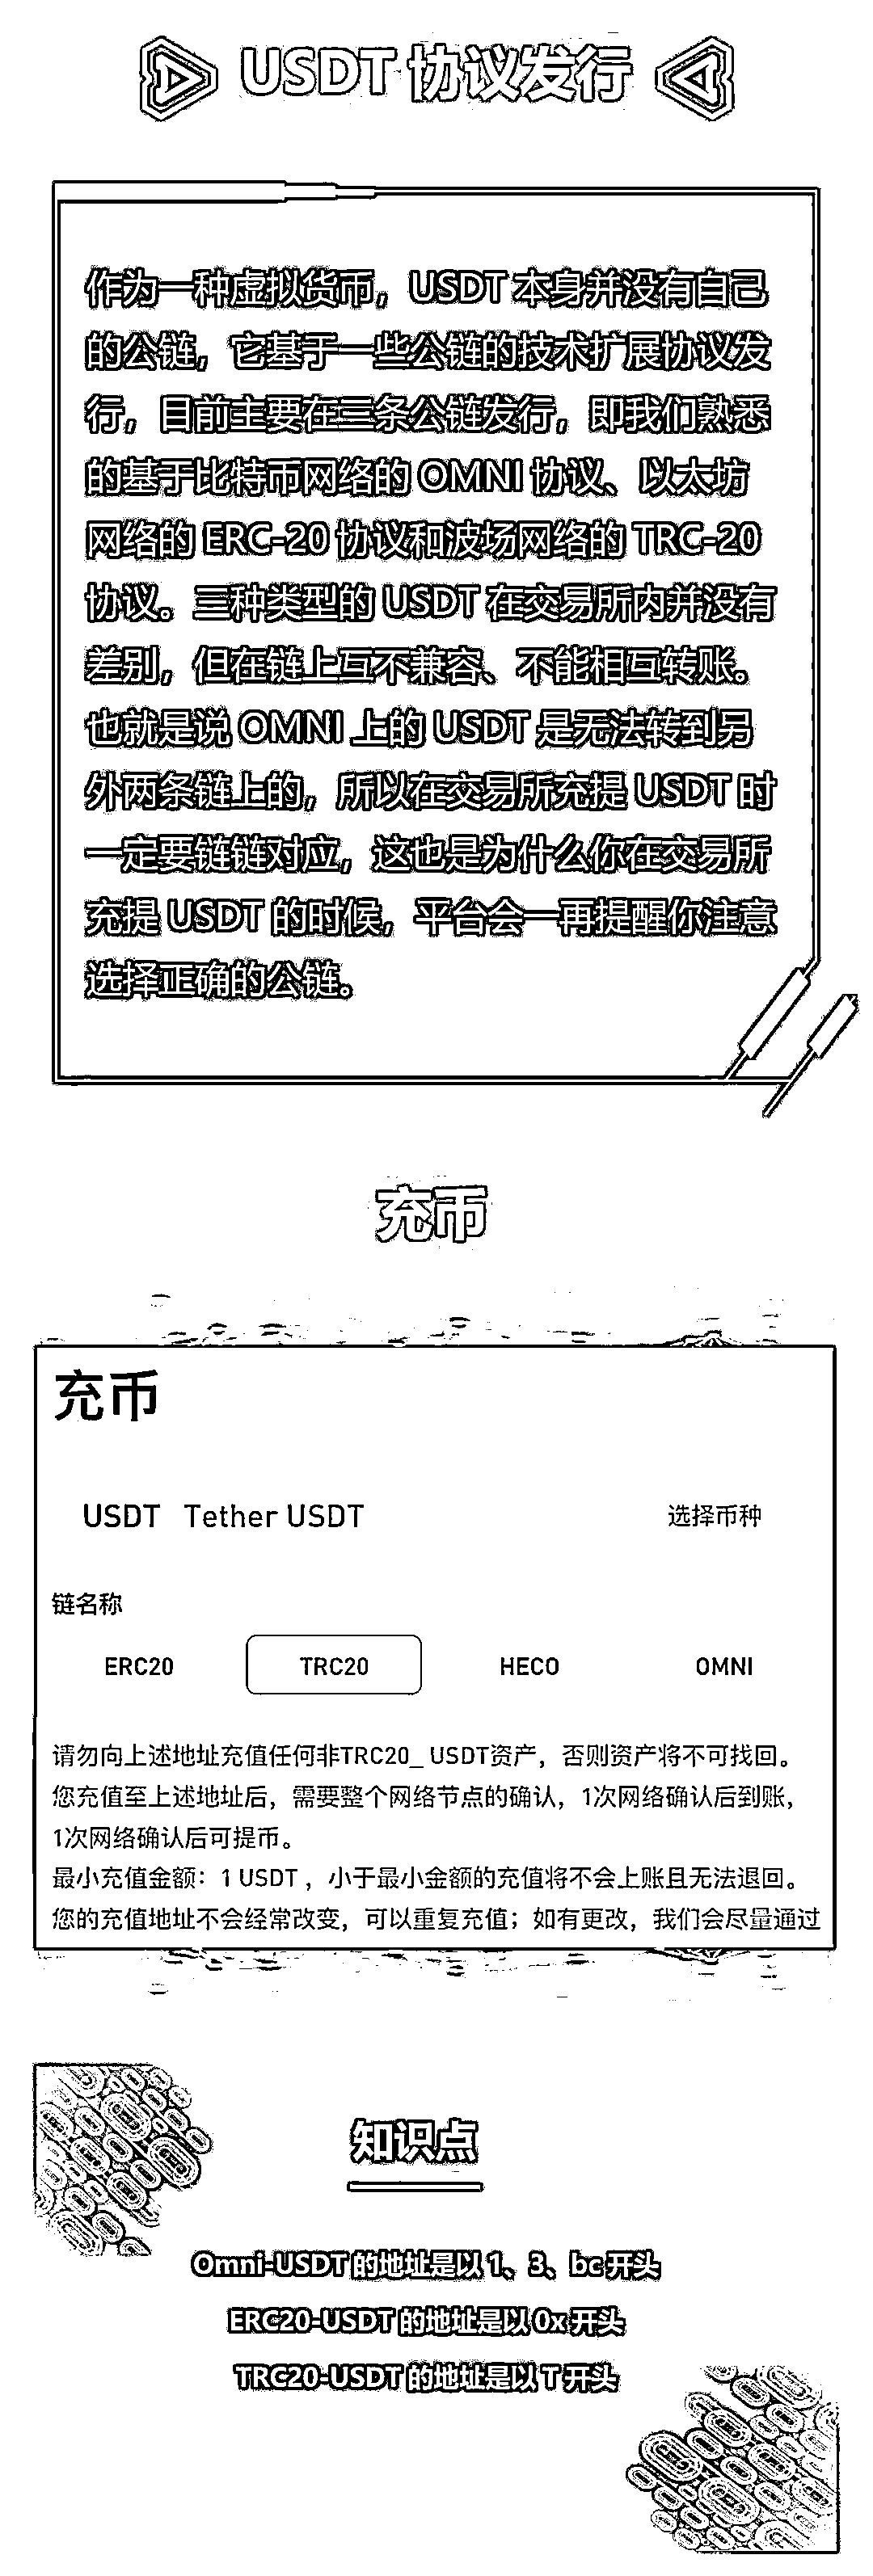 USDT 协议发行
作为一种虚拟货币，USDT 本身并没有自己
的公链，它基于一些公链的技术扩展协议发
行，目前主要在三条公链发行，即我们熟悉
的基于比特币网络的 OMNI 协议、以太坊
网络的 ERC-20 协议和波场网络的 TRC-20
协议。三种类型的 USDT 在交易所内并没有
差别，但在链上互不兼容、不能相互转账。
也就是说 OMNI 上的 USDT 是无法转到另
外两条链上的，所以在交易所充提 USDT 时
一定要链链对应，这也是为什么你在交易所
充提 USDT 的时候，平台会一再提醒你注意
选择正确的公链。
充币
充币
USDT Tether USDT 选择币种
链名称
ERC20 TRC20 HECO OMNI
请勿向上述地址充值任何非TRC20_ USDT资产，否则资产将不可找回。
您充值至上述地址后，需要整个网络节点的确认，1次网络确认后到账，
1次网络确认后可提币。
最小充值金额：1 USDT ，小于最小金额的充值将不会上账且无法退回。
您的充值地址不会经常改变，可以重复充值；如有更改，我们会尽量通过
知识点
Omni-USDT 的地址是以 1、3、bc 开头
ERC20-USDT 的地址是以 0x 开头
TRC20-USDT 的地址是以 T 开头